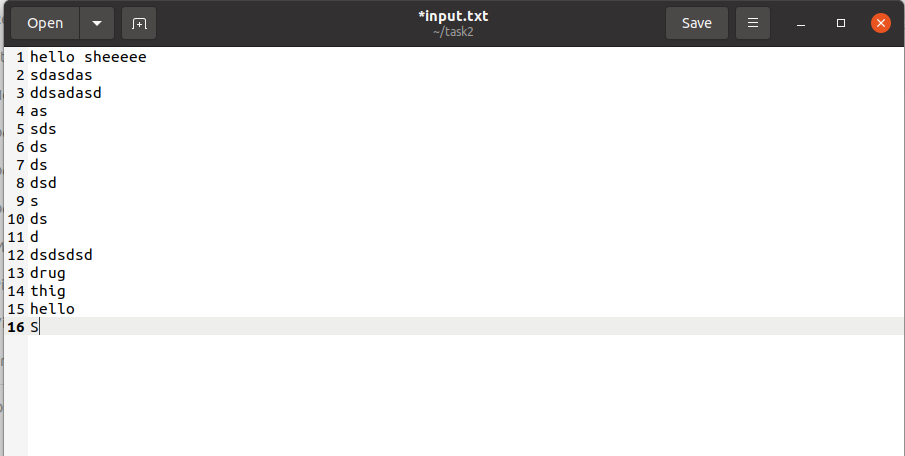 Open
*input.txt
~/task2
Save
1 hello sheeeee
2 sdasdas
3 ddsadasd
4 as
5 sds
6 ds
7 ds
8 dsd
9 s
10 ds
11 d
12 dsdsdsd
13 drug
14 thig
15 hello
16 S